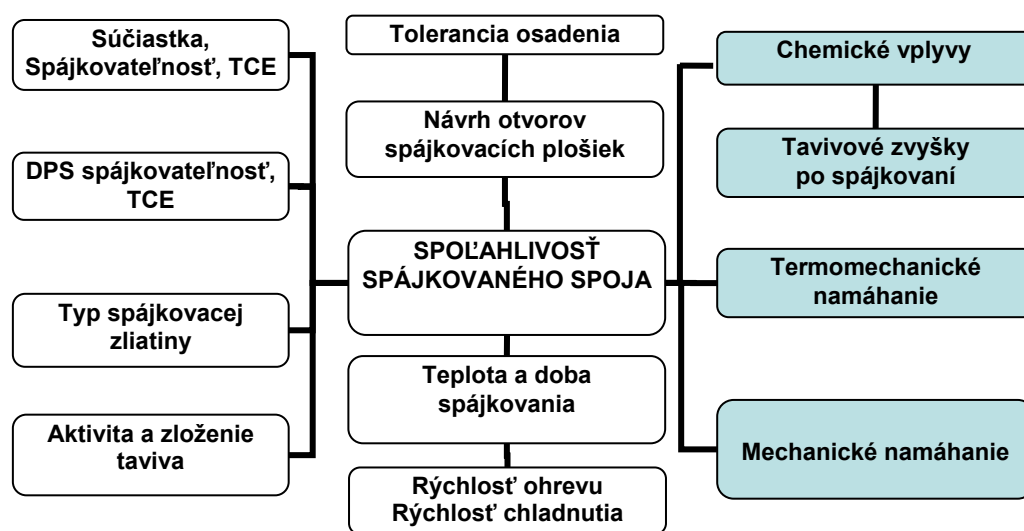 Súčiastka,
Spájkovateľnosť, TCE
DPS spájkovateľnosť,
TCE
Typ spájkovacej
zliatiny
Aktivita a zloženie
taviva
Tolerancia osadenia
Návrh otvorov
spájkovacích plošiek
SPOĽAHLIVOSŤ
SPÁJKOVANÉHO SPOJA
Teplota a doba
spájkovania
Rýchlosť ohrevu
Rýchlosť chladnutia
Chemické vplyvy
Tavivové zvyšky
po spájkovaní
Termomechanické
namáhanie
Mechanické namáhanie